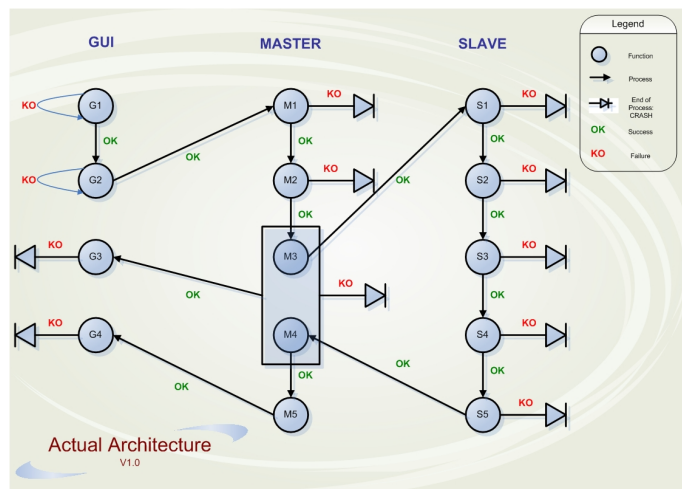 GUI
MASTER
SLAVE
Legend
Function
Process
End of
Process:
CRASH
OK
Success
KO
Failure
KO
G1
M1
KO
S1
KO
OK
OK
OK
OK
KO
G2
M2
KO
OK
S2
KO
OK
OK
OK
KO
G3
M3
S3
KO
KO
OK
OK
KO
G4
M4
S4
KO
OK
OK
OK
OK
M5
S5
KO
Actual Architecture
V1.0